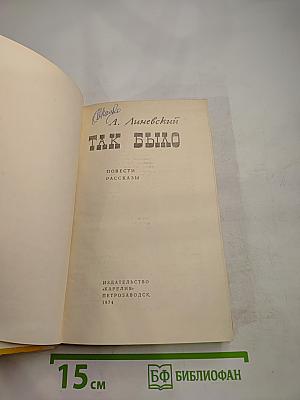 А. Линевский
ТАК БЫЛО
ПОВЕСТИ
РАССКАЗЫ
ИЗДАТЕЛЬСТВО
«КАРЕЛИЯ»
ПЕТРОЗАВОДСК
1974
15 см
БФ БИБЛИОФАН